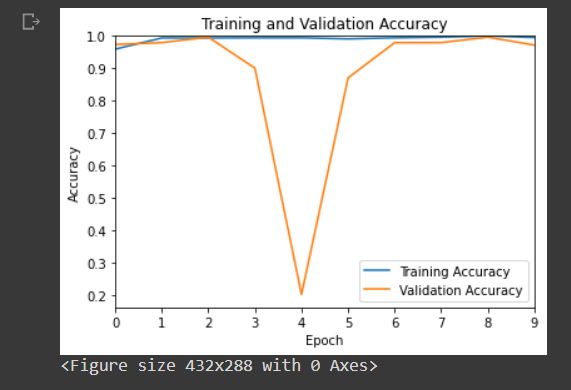 Training and Validation Accuracy
1.0
0.9
0.8
0.7
0.6
0.5
0.4
0.3
0.2
Accuracy
Training Accuracy
Validation Accuracy
0 1 2 3 4 5 6 7 8 9
Epoch
<Figure size 432x288 with 0 Axes>